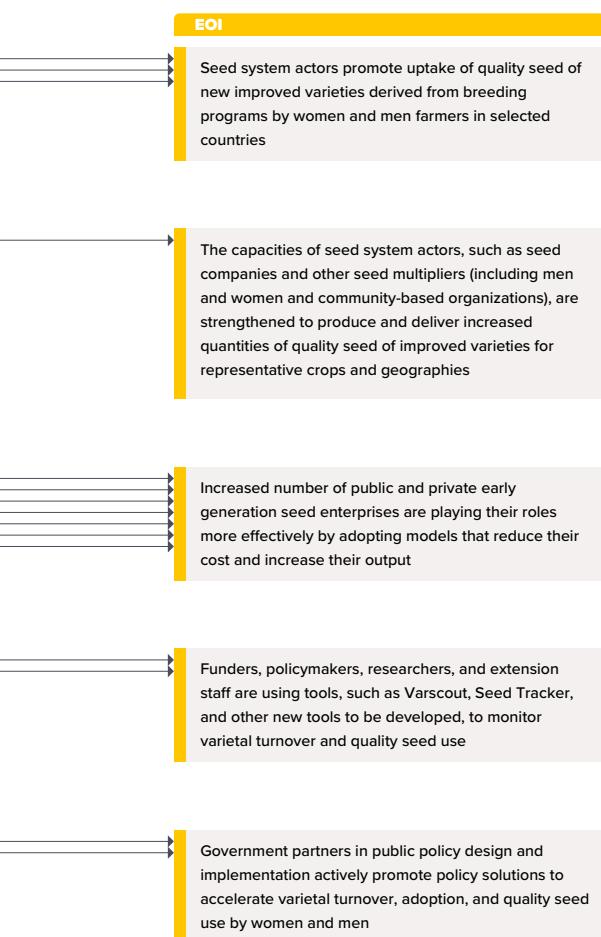 EOI
Seed system actors promote uptake of quality seed of
new improved varieties derived from breeding
programs by women and men farmers in selected
countries
The capacities of seed system actors, such as seed
companies and other seed multipliers (including men
and women and community-based organizations), are
strengthened to produce and deliver increased
quantities of quality seed of improved varieties for
representative crops and geographies
Increased number of public and private early
generation seed enterprises are playing their roles
more effectively by adopting models that reduce their
cost and increase their output
Funders, policymakers, researchers, and extension
staff are using tools, such as Varscout, Seed Tracker,
and other new tools to be developed, to monitor
varietal turnover and quality seed use
Government partners in public policy design and
implementation actively promote policy solutions to
accelerate varietal turnover, adoption, and quality seed
use by women and men